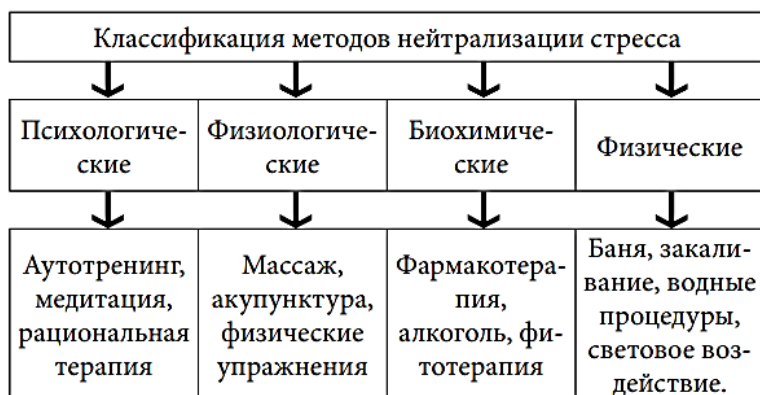 Классификация методов нейтрализации стресса
Психологиче-
ские
Физиологиче-
ские
Биохимиче-
ские
Физические
Аутотренинг,
медитация,
рациональная
терапия
Массаж,
акупунктура,
физические
упражнения
Фармакотера-
пия,
алкоголь, фи-
тотерапия
Баня, закали-
вание, водные
процедуры,
световое воз-
действие.